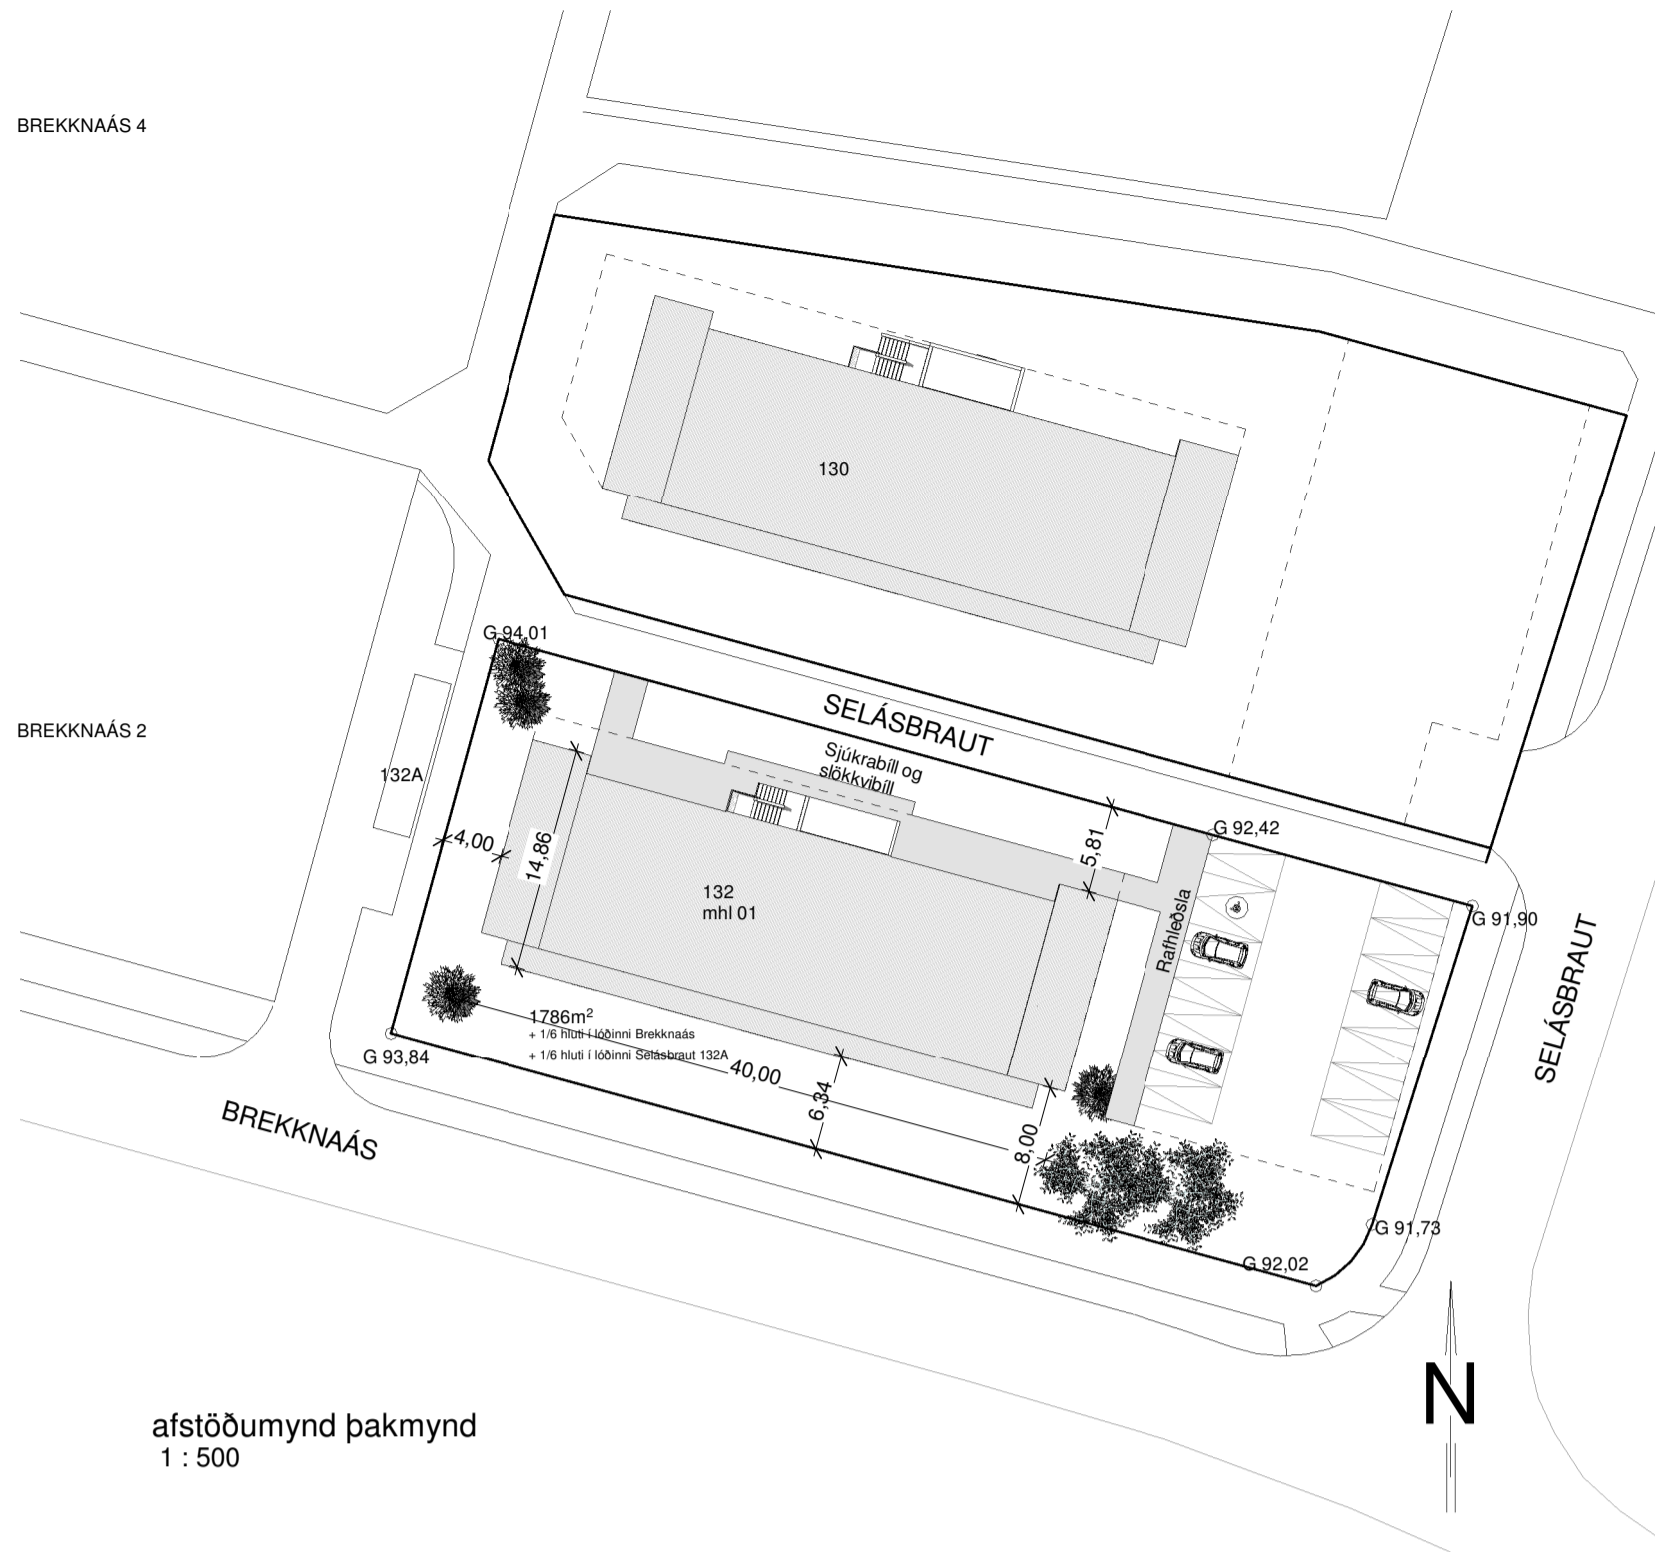 BREKKNAÁS 4
130
G 94,01
SELÁSBRAUT
BREKKNAÁS 2
Sjúkrabíll og
slökkvibíll
132A
4,00
14,86
5,81
G 92,42
132
mhl 01
Rafhleðsla
G 91,90
SELÁSBRAUT
1786m²
+ 1/6 hluti í lóðinni Brekknaás
+ 1/6 hluti í lóðinni Selásbraut 132A
G 93,84
40,00
6,34
8,00
BREKKNAÁS
G 91,73
G 92,02
N
afstöðumynd þakmynd
1 : 500